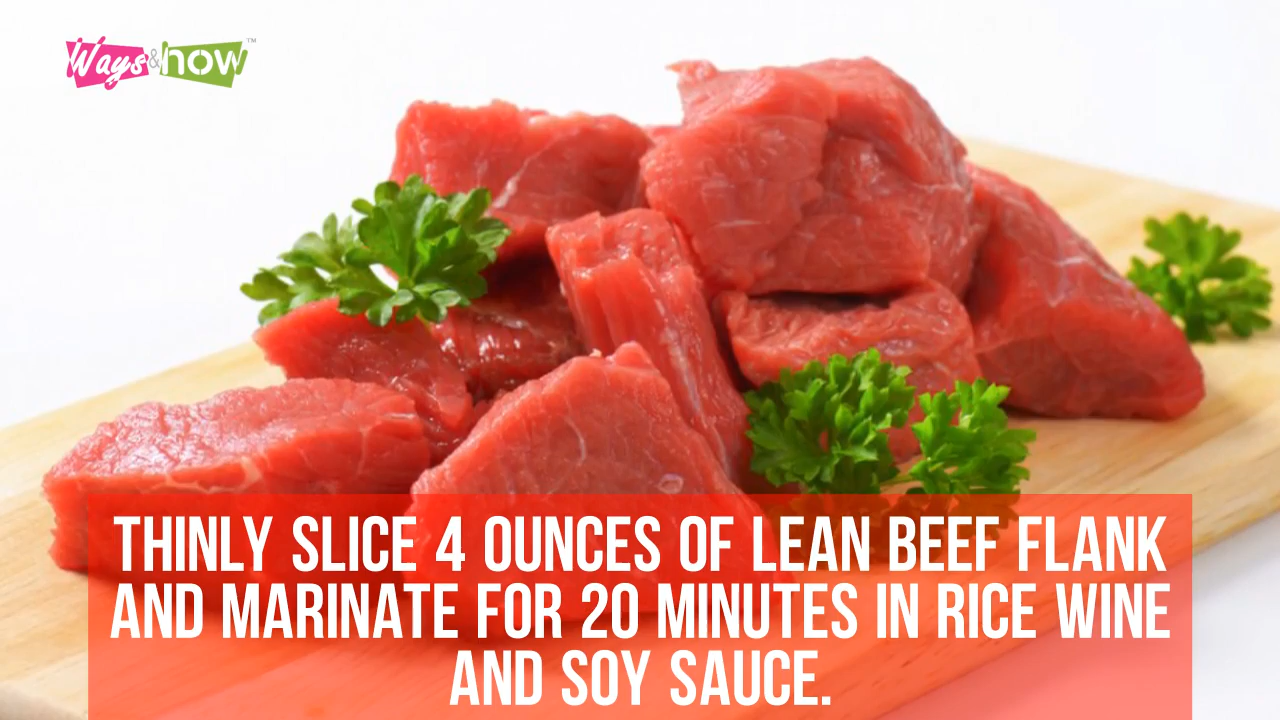 Ways&how™
THINLY SLICE 4 OUNCES OF LEAN BEEF FLANK
AND MARINATE FOR 20 MINUTES IN RICE WINE
AND SOY SAUCE.